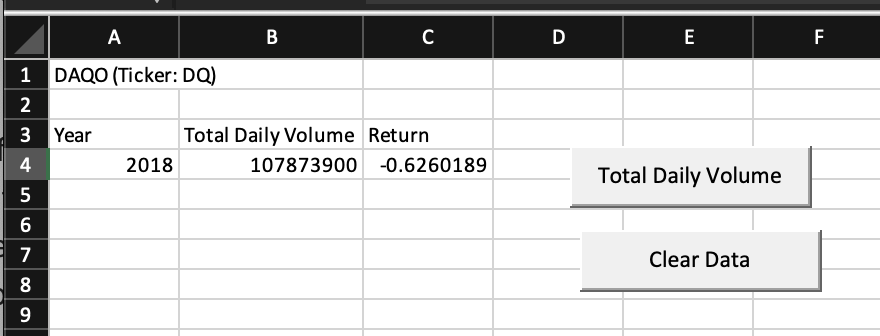 A B C D E F
1 DAQO (Ticker: DQ)
2
3 Year Total Daily Volume Return
4 2018 107873900 -0.6260189
Total Daily Volume
5
6
7
Clear Data
8
9